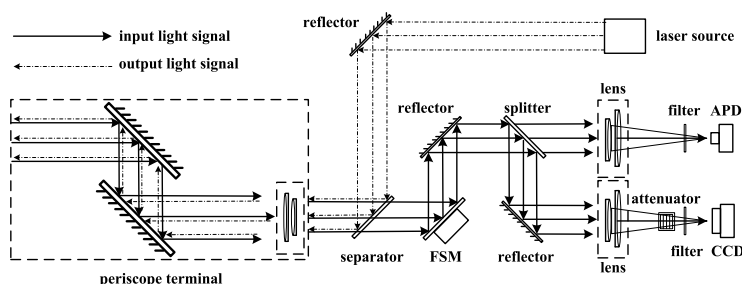 reflector
laser source
input light signal
output light signal
lens
reflector
splitter
filter
APD
attenuator
separator
FSM
reflector
filter
CCD
lens
periscope terminal